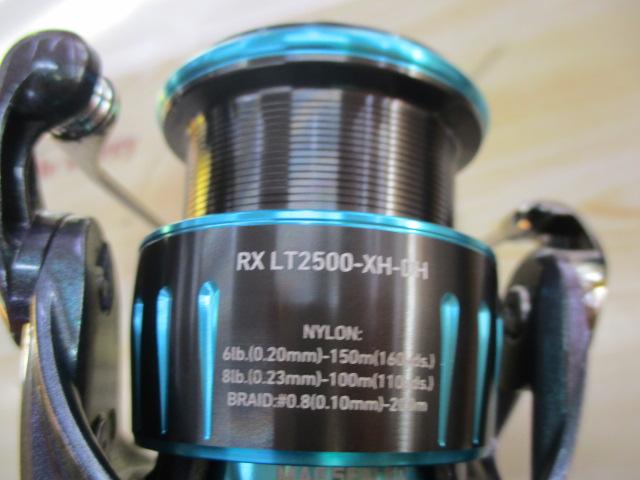 RX LT2500-XH-DH
NYLON:
6lb.(0.20mm)-150m(160yds.)
8lb.(0.23mm)-100m(110yds.)
BRAID:#0.8(0.10mm)-200m